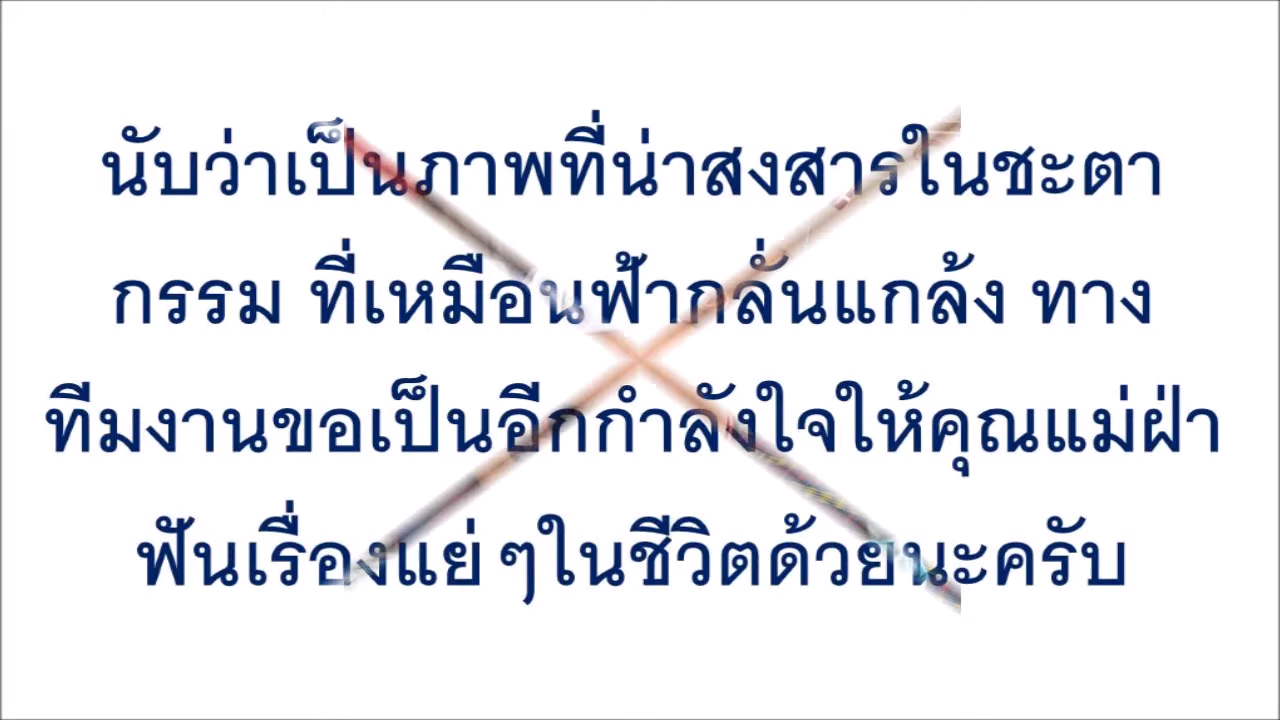 นับว่าเป็นภาพที่น่าสงสารในชะตา
กรรม ที่เหมือนฟ้ากลั่นแกล้ง ทาง
ทีมงานขอเป็นอีกกำลังใจให้คุณแม่ฝ่า
ฟันเรื่องแย่ ๆในชีวิตด้วยนะครับ